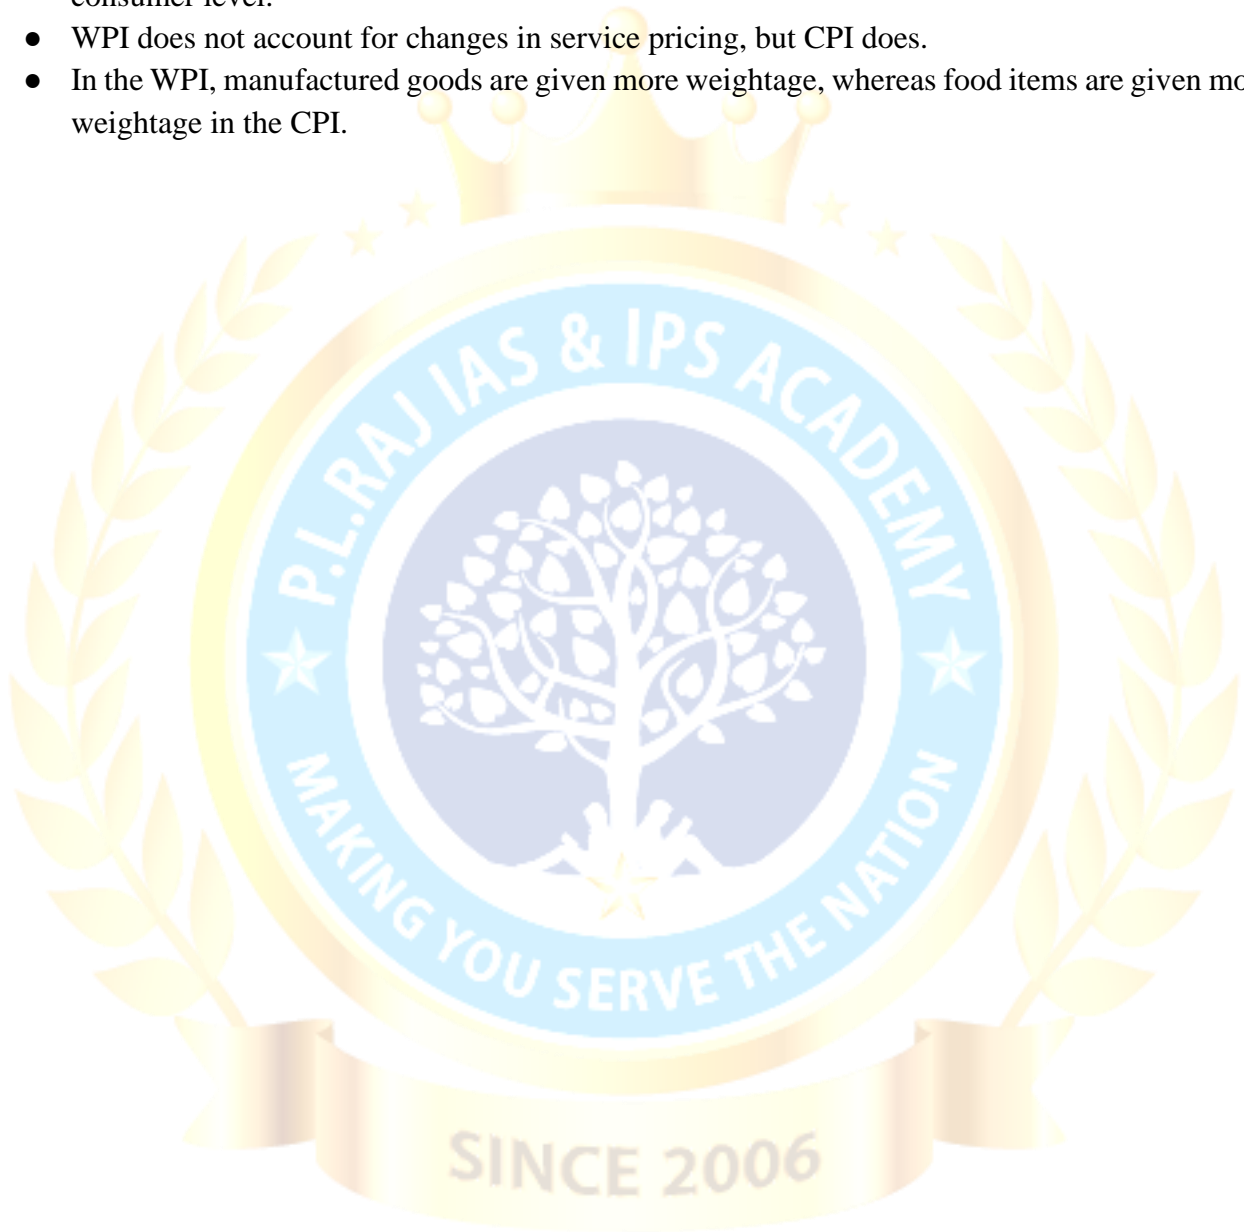 consumer level.
● WPI does not account for changes in service pricing, but CPI does.
● In the WPI, manufactured goods are given more weightage, whereas food items are given mo
weightage in the CPI.
P.L.RAJ IAS & IPS ACADEMY
MAKING YOU SERVE THE NATION
SINCE 2006